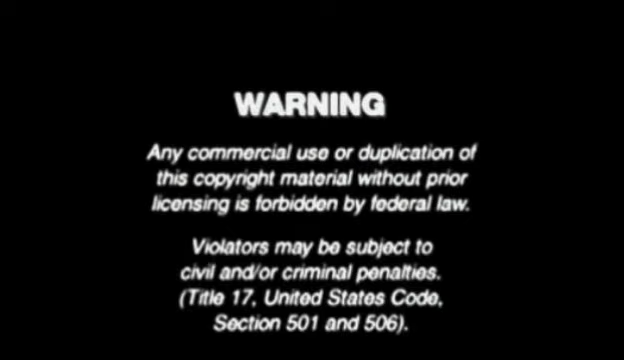 WARNING
Any commercial use or duplication of
this copyright material without prior
licensing is forbidden by federal law.
Violators may be subject to
civil and/or criminal penalties.
(Title 17, United States Code,
Section 501 and 506).